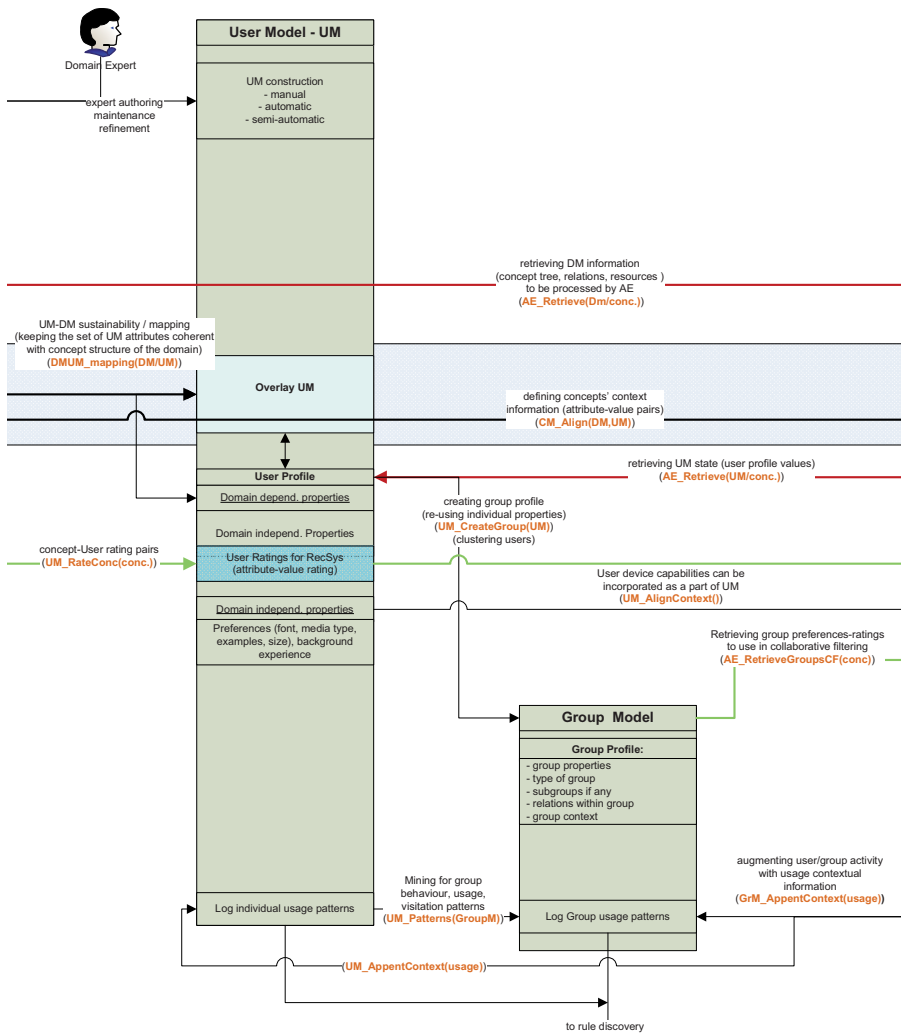 User Model - UM
Domain Expert
expert authoring
maintenance
refinement
UM construction
- manual
- automatic
- semi-automatic
retrieving DM information
(concept tree, relations, resources )
to be processed by AE
(AE_Retrieve(Dm/conc.)
UM-DM sustainability / mapping
(keeping the set of UM attributes coherent
with concept structure of the domain)
(DMUM_mapping(DM/UM))
Overlay UM
defining concepts' context
information (attribute-value pairs)
(CM_Align(DM,UM)
User Profile
Domain depend. properties
Domain independ. Properties
retrieving UM state (user profile values)
(AE_Retrieve(UM/conc.)
creating group profile
(re-using individual properties)
(UM_CreateGroup(UM))
(clustering users)
concept-User rating pairs
(UM_RateConc(conc.)
User Ratings for RecSys
(attribute-value rating)
User device capabilities can be
incorporated as a part of UM
(UM_AlignContext()
Domain independ. properties
Preferences (font, media type,
examples, size), background
experience
Retrieving group preferences-ratings
to use in collaborative filtering
(AE_RetrieveGroupsCF(conc))
Group Model
Group Profile:
- group properties
- type of group
- subgroups if any
- relations within group
- group context
Mining for group
behaviour, usage,
visitation patterns
(UM_Patterns(GroupM))
augmenting user/group activity
with usage contextual
information
(GrM_AppentContext(usage))
Log individual usage patterns
Log Group usage patterns
(UM_AppentContext(usage))
to rule discovery